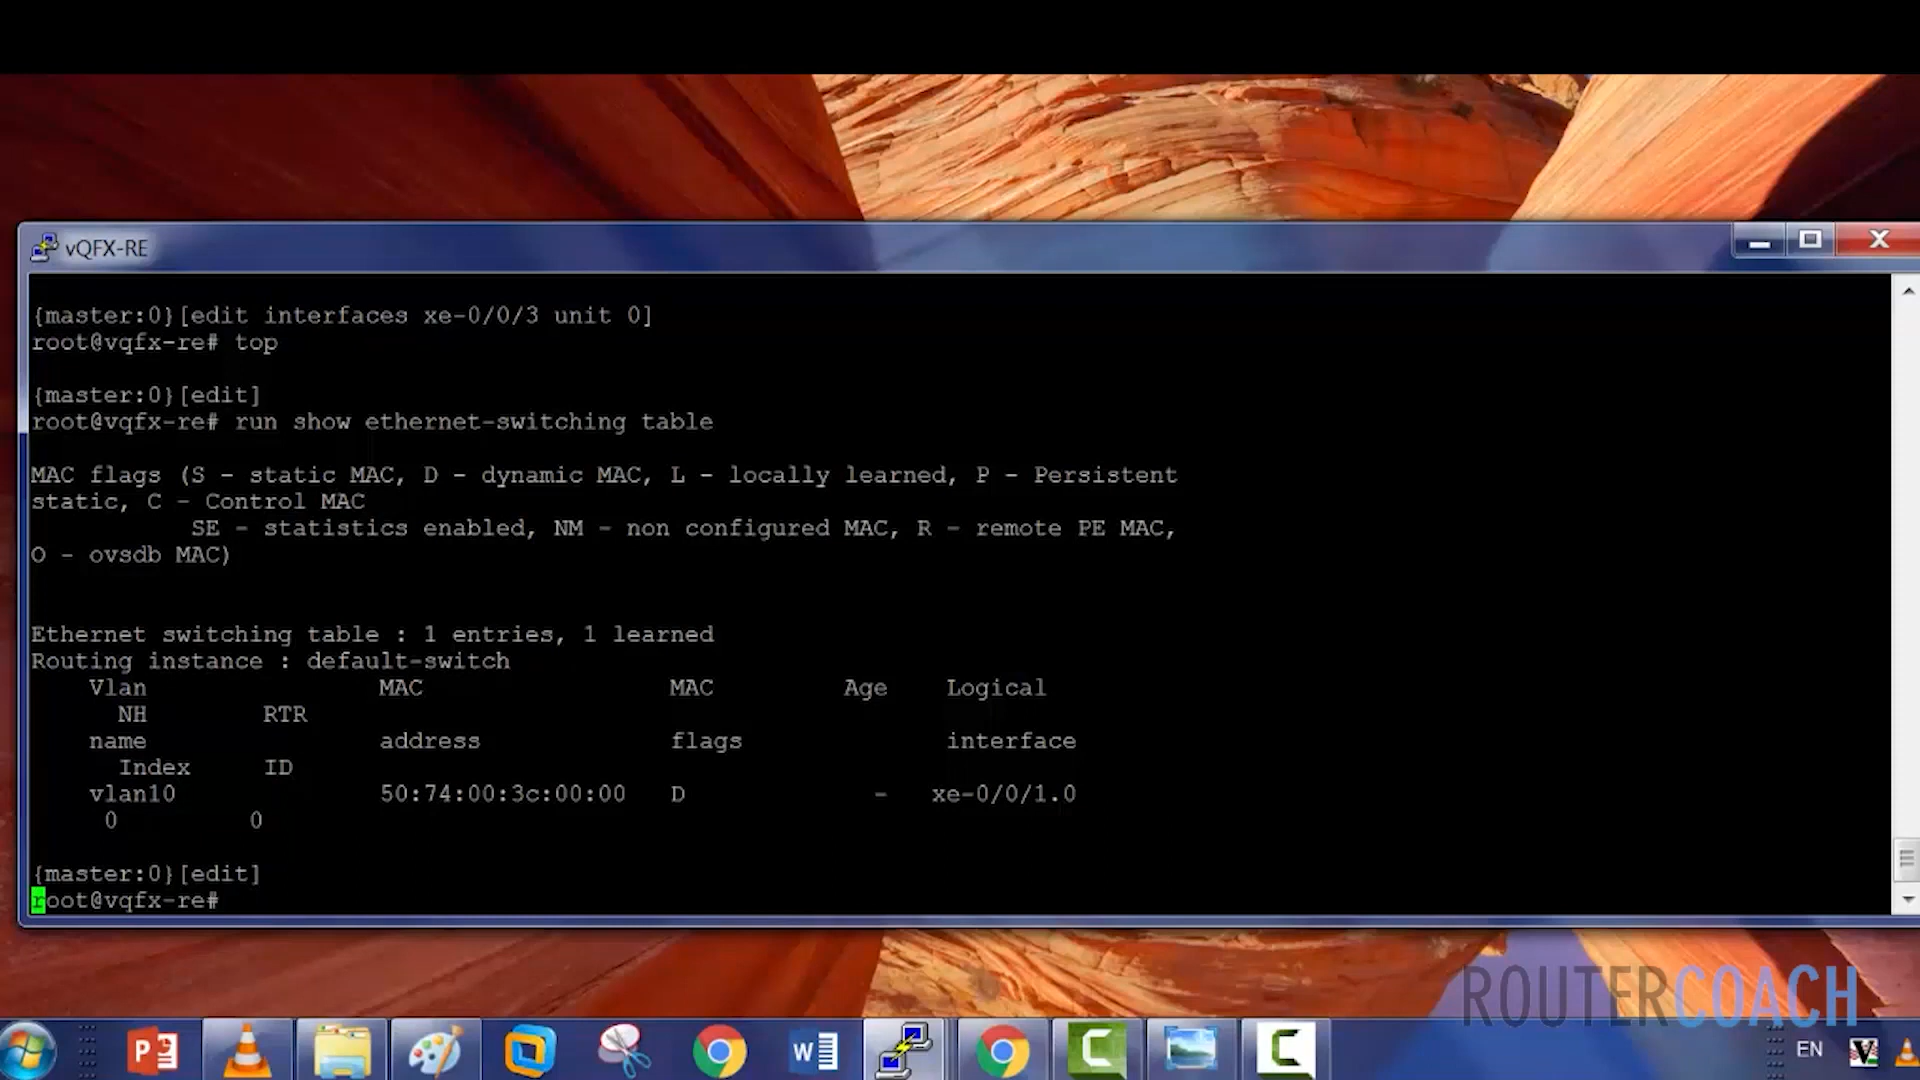 vQFX-RE
{master:0}[edit interfaces xe-0/0/3 unit 0]
root@vqfx-re# top
{master:0}[edit]
root@vqfx-re# run show ethernet-switching table
MAC flags (S - static MAC, D - dynamic MAC, L - locally learned, P - Persistent
static, C - Control MAC
SE - statistics enabled, NM - non configured MAC, R - remote PE MAC,
O - ovsdb MAC)
Ethernet switching table : 1 entries, 1 learned
Routing instance : default-switch
Vlan MAC MAC Age Logical
NH RTR
name address flags interface
Index ID
vlan10 50:74:00:3c:00:00 D - xe-0/0/1.0
0 0
{master:0}[edit]
root@vqfx-re#
ROUTERCOACH
EN